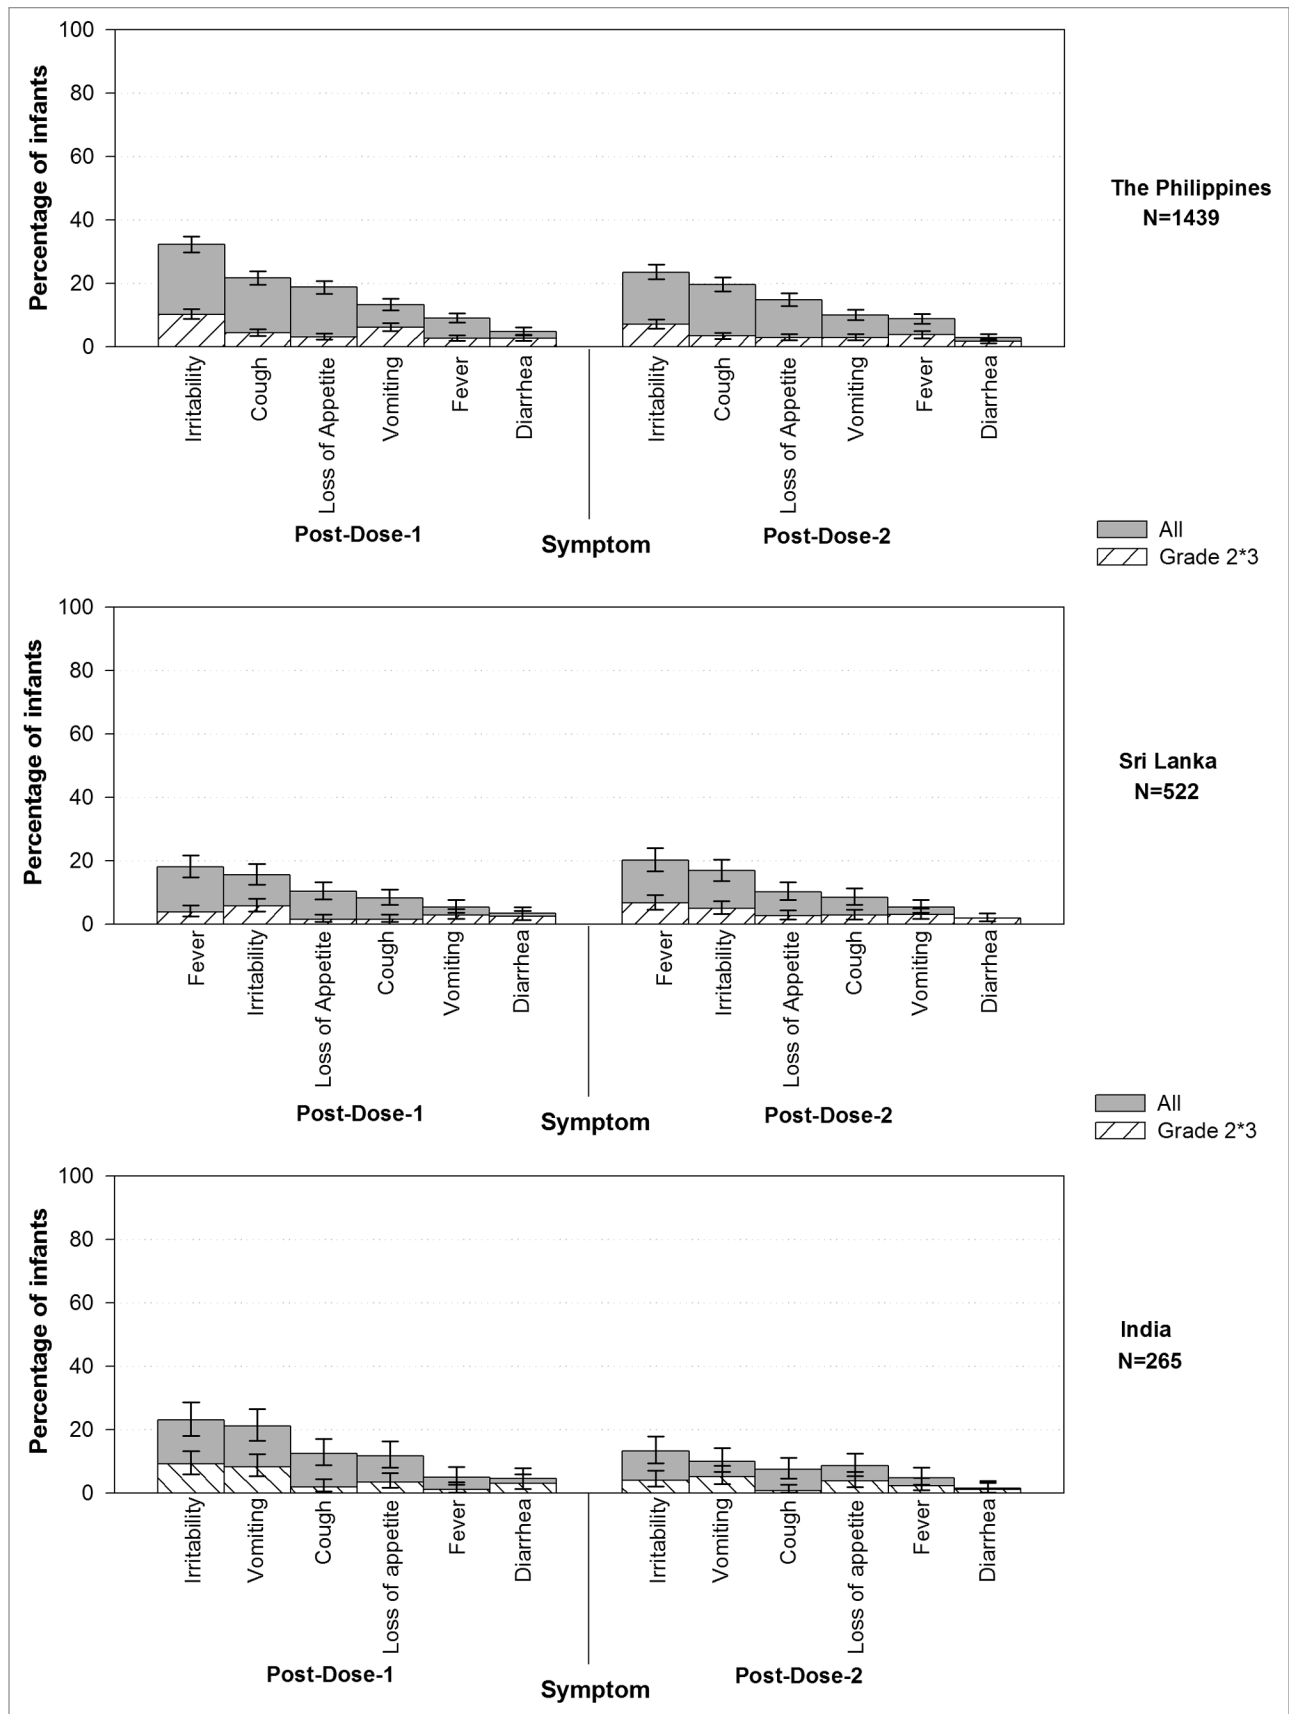 100
80
60
40
20
0
Percentage of infants
Irritability
Cough
Loss of Appetite
Vomiting
Fever
Diarrhea
Irritability
Cough
Loss of Appetite
Vomiting
Fever
Diarrhea
Post-Dose-1
Symptom
Post-Dose-2
The Philippines
N=1439
All
Grade 2*3
100
80
60
40
20
0
Percentage of infants
Fever
Irritability
Loss of Appetite
Cough
Vomiting
Diarrhea
Fever
Irritability
Loss of Appetite
Cough
Vomiting
Diarrhea
Post-Dose-1
Symptom
Post-Dose-2
Sri Lanka
N=522
All
Grade 2*3
100
80
60
40
20
0
Percentage of infants
Irritability
Vomiting
Cough
Loss of appetite
Fever
Diarrhea
Irritability
Vomiting
Cough
Loss of appetite
Fever
Diarrhea
Post-Dose-1
Symptom
Post-Dose-2
India
N=265